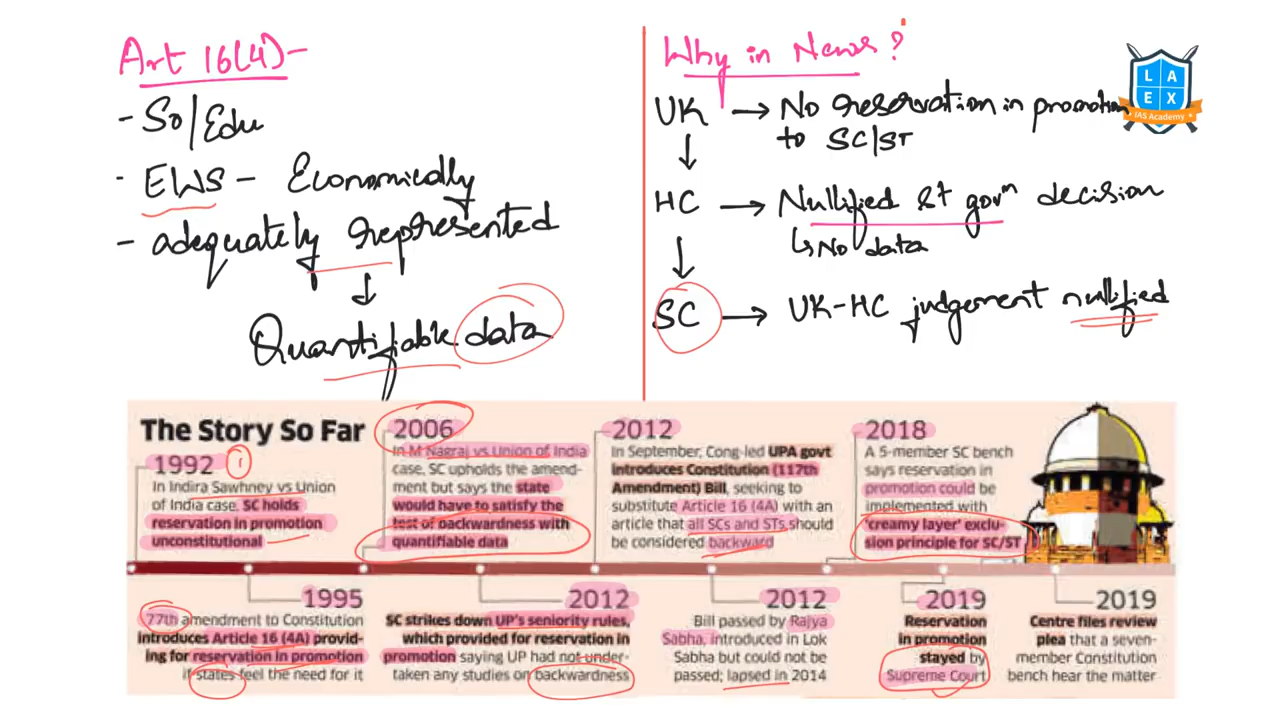 Art 16(4)-
- So/Edu
- EWS - Economically
- adequately represented
↓
Quantifiable data
Why in News?
UK → No reservation in promotion
to SC/ST
↓
HC → Nullified St govᵐ decision
↳ No data
↓
SC → UK-HC judgement nullified
L A
E X
IAS Academy
The Story So Far
1992
1
In Indira Sawhney vs Union
of India case, SC holds
reservation in promotion
unconstitutional
2006
In M Nagraj vs Union of India
case, SC upholds the amend-
ment but says the state
would have to satisfy the
test of backwardness with
quantifiable data
2012
In September, Cong-led UPA govt
introduces Constitution (117th
Amendment) Bill, seeking to
substitute Article 16 (4A) with an
article that all SCs and STs should
be considered backward
2018
A 5-member SC bench
says reservation in
promotion could be
implemented with
'creamy layer' exclu-
sion principle for SC/ST
1995
77th amendment to Constitution
introduces Article 16 (4A) provid-
ing for reservation in promotion
if states feel the need for it
2012
SC strikes down UP's seniority rules,
which provided for reservation in
promotion saying UP had not under-
taken any studies on backwardness
2012
Bill passed by Rajya
Sabha, introduced in Lok
Sabha but could not be
passed; lapsed in 2014
2019
Reservation
in promotion
stayed by
Supreme Court
2019
Centre files review
plea that a seven-
member Constitution
bench hear the matter